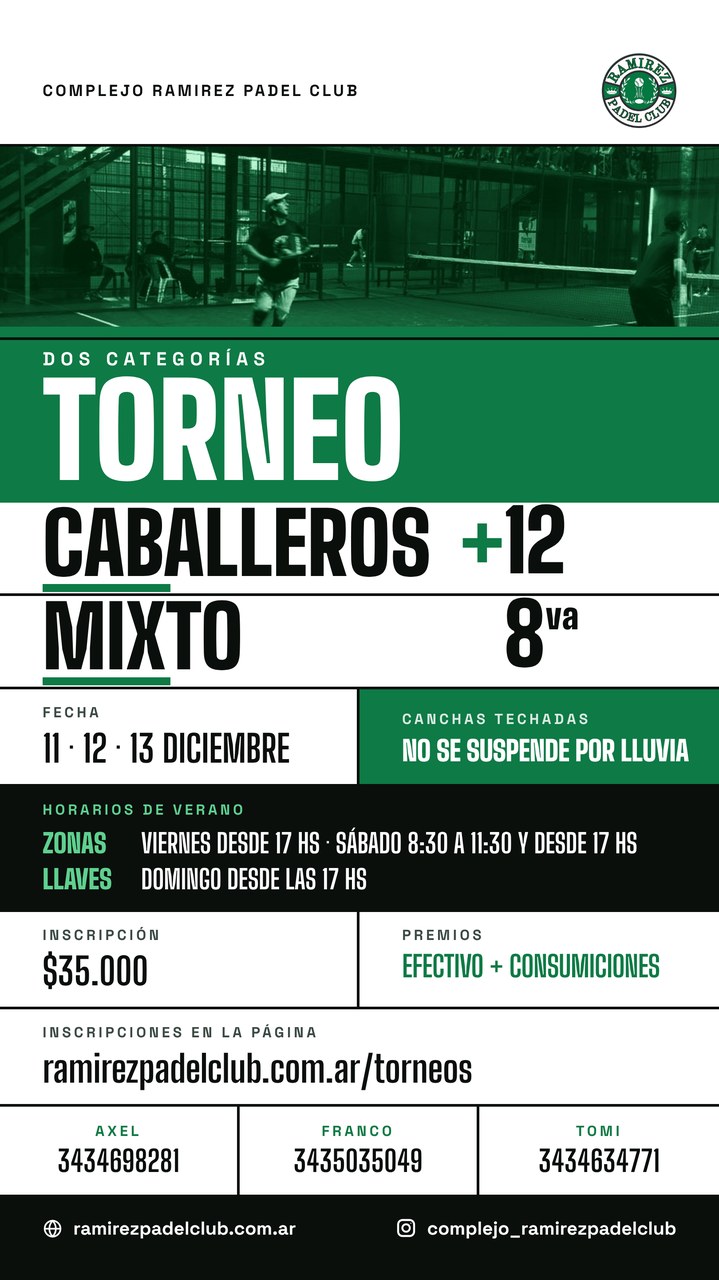 COMPLEJO RAMIREZ PADEL CLUB
RAMIREZ
PADEL CLUB
DOS CATEGORÍAS
TORNEO
CABALLEROS +12
MIXTO 8va
FECHA
11 · 12 · 13 DICIEMBRE
CANCHAS TECHADAS
NO SE SUSPENDE POR LLUVIA
HORARIOS DE VERANO
ZONAS VIERNES DESDE 17 HS · SÁBADO 8:30 A 11:30 Y DESDE 17 HS
LLAVES DOMINGO DESDE LAS 17 HS
INSCRIPCIÓN
$35.000
PREMIOS
EFECTIVO + CONSUMICIONES
INSCRIPCIONES EN LA PÁGINA
ramirezpadelclub.com.ar/torneos
AXEL
3434698281
FRANCO
3435035049
TOMI
3434634771
ramirezpadelclub.com.ar
complejo_ramirezpadelclub